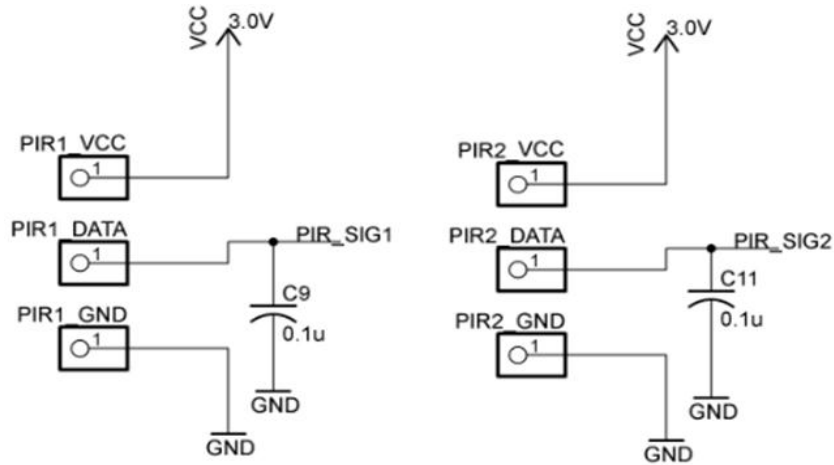 VCC
3.0V
PIR1_VCC
1
PIR1_DATA
1
PIR_SIG1
C9
0.1u
GND
PIR1_GND
1
GND
VCC
3.0V
PIR2_VCC
1
PIR2_DATA
1
PIR_SIG2
C11
0.1u
GND
PIR2_GND
1
GND